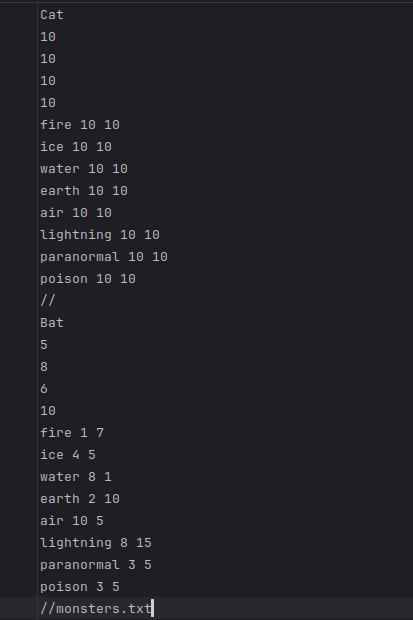 Cat
10
10
10
10
fire 10 10
ice 10 10
water 10 10
earth 10 10
air 10 10
lightning 10 10
paranormal 10 10
poison 10 10
//
Bat
5
8
6
10
fire 1 7
ice 4 5
water 8 1
earth 2 10
air 10 5
lightning 8 15
paranormal 3 5
poison 3 5
//monsters.txt